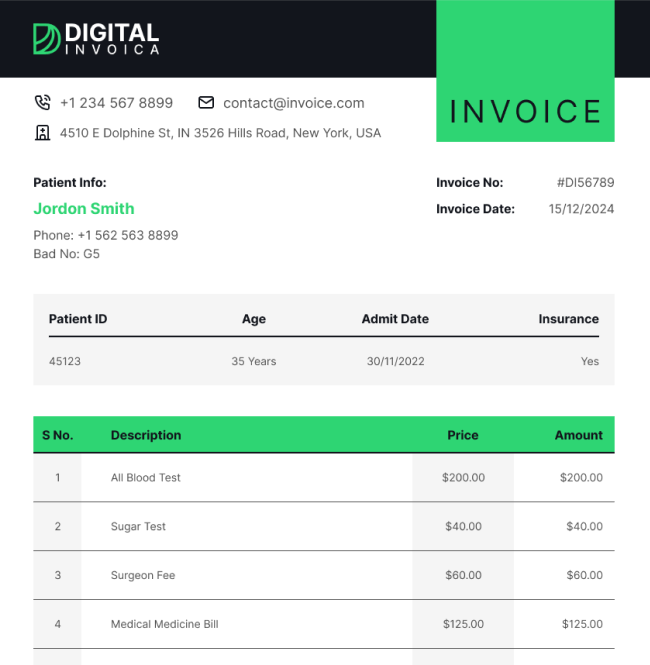 DIGITAL
INVOICA
INVOICE
+1 234 567 8899 contact@invoice.com
4510 E Dolphine St, IN 3526 Hills Road, New York, USA
Patient Info:
Jordon Smith
Phone: +1 562 563 8899
Bad No: G5
Invoice No: #DI56789
Invoice Date: 15/12/2024
Patient ID Age Admit Date Insurance
45123 35 Years 30/11/2022 Yes
S No. Description Price Amount
1 All Blood Test $200.00 $200.00
2 Sugar Test $40.00 $40.00
3 Surgeon Fee $60.00 $60.00
4 Medical Medicine Bill $125.00 $125.00